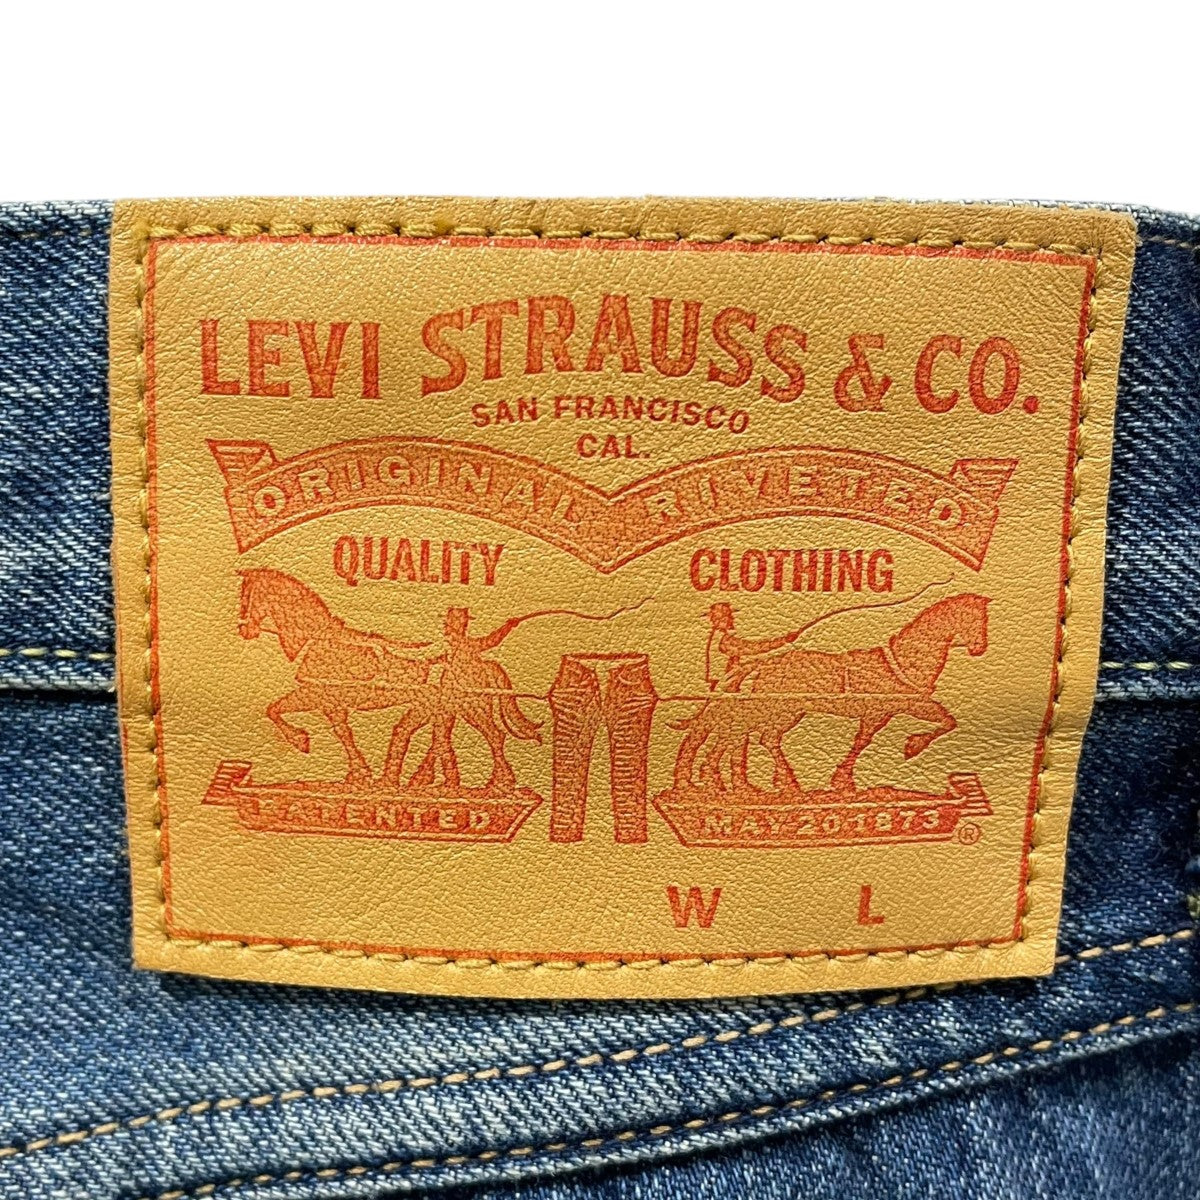 LEVI STRAUSS & CO.
SAN FRANCISCO
CAL.
ORIGINAL RIVETED
QUALITY CLOTHING
PATENTED MAY 20 1873 ®
W L